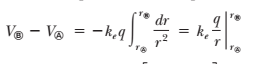 V_Ⓑ − V_Ⓐ = −k_e q ∫_{r_Ⓐ}^{r_Ⓑ} dr/r² = k_e q/r |_{r_Ⓐ}^{r_Ⓑ}